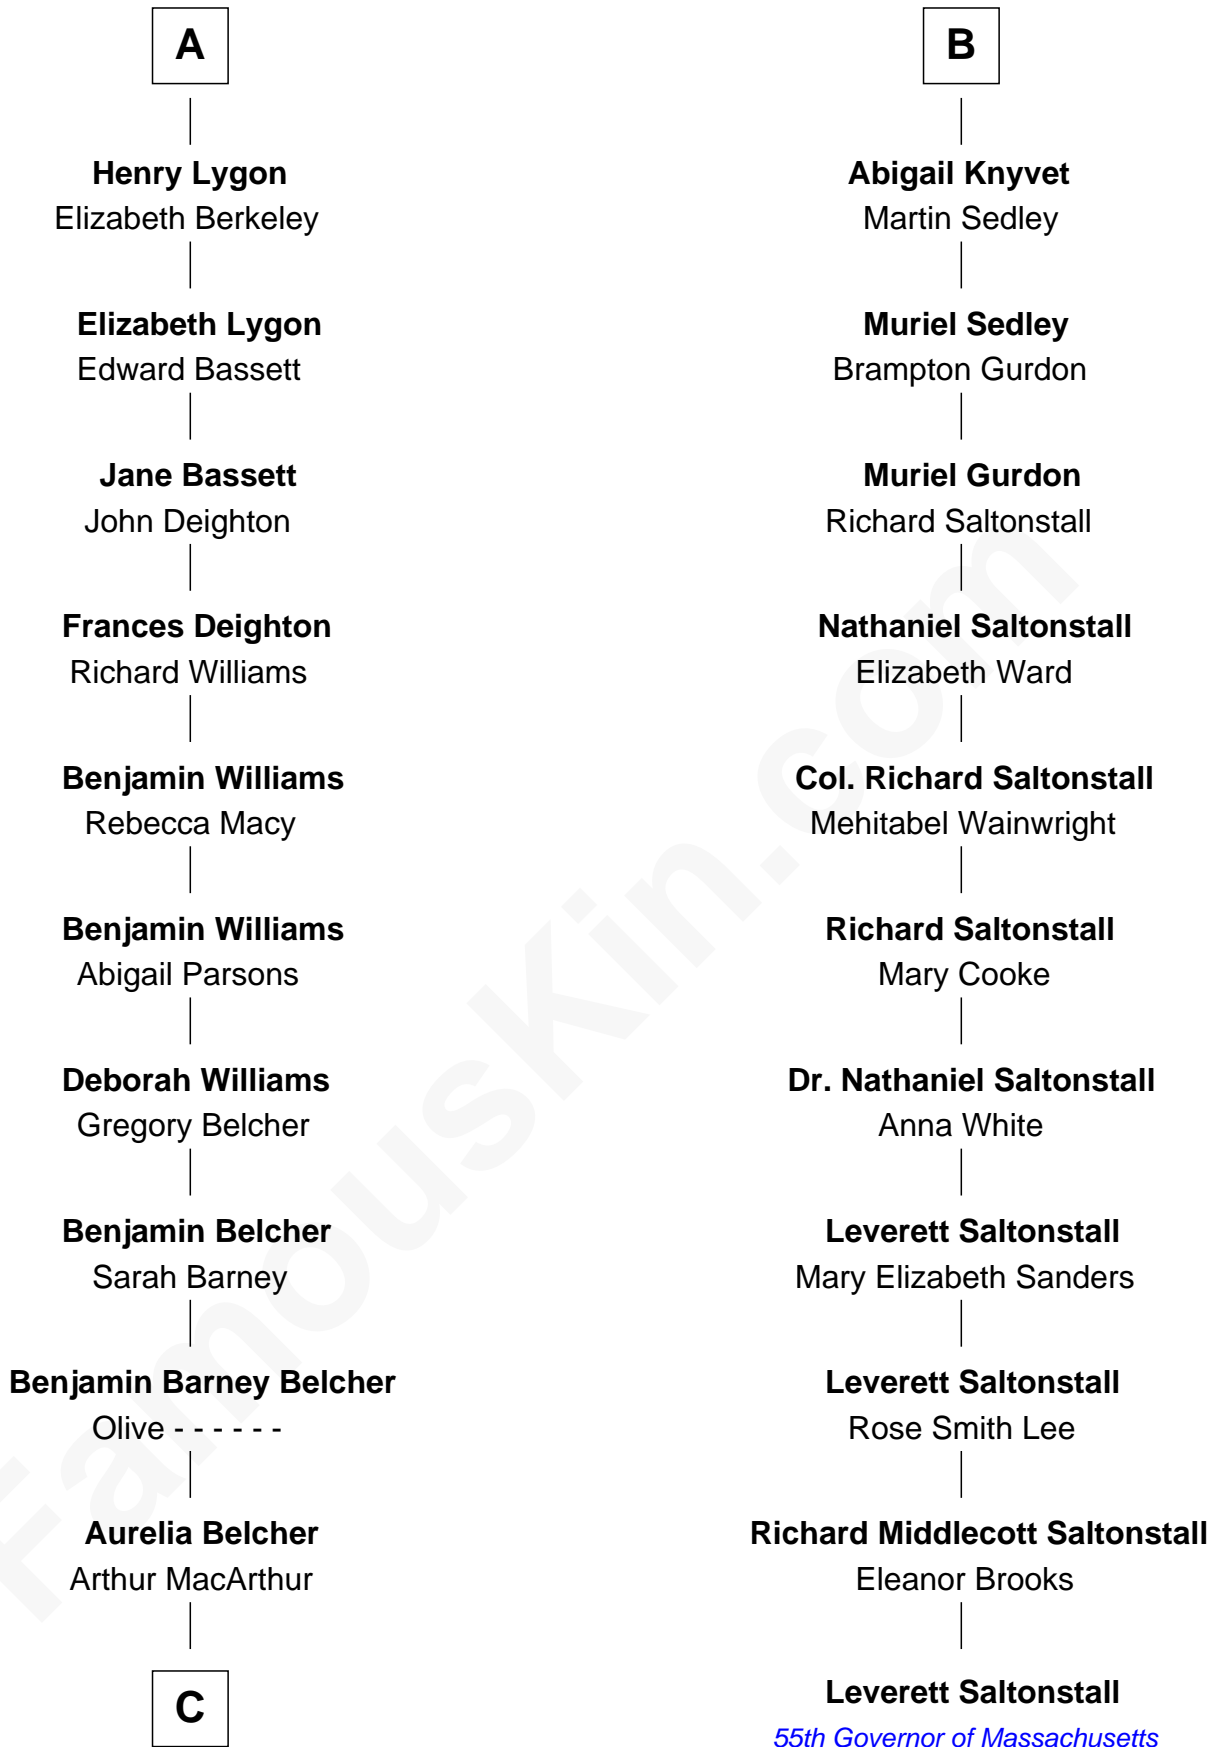 A
Henry Lygon
Elizabeth Berkeley
Elizabeth Lygon
Edward Bassett
Jane Bassett
John Deighton
Frances Deighton
Richard Williams
Benjamin Williams
Rebecca Macy
Benjamin Williams
Abigail Parsons
Deborah Williams
Gregory Belcher
Benjamin Belcher
Sarah Barney
Benjamin Barney Belcher
Olive - - - - - -
Aurelia Belcher
Arthur MacArthur
C
B
Abigail Knyvet
Martin Sedley
Muriel Sedley
Brampton Gurdon
Muriel Gurdon
Richard Saltonstall
Nathaniel Saltonstall
Elizabeth Ward
Col. Richard Saltonstall
Mehitabel Wainwright
Richard Saltonstall
Mary Cooke
Dr. Nathaniel Saltonstall
Anna White
Leverett Saltonstall
Mary Elizabeth Sanders
Leverett Saltonstall
Rose Smith Lee
Richard Middlecott Saltonstall
Eleanor Brooks
Leverett Saltonstall
55th Governor of Massachusetts
FamousKin.com